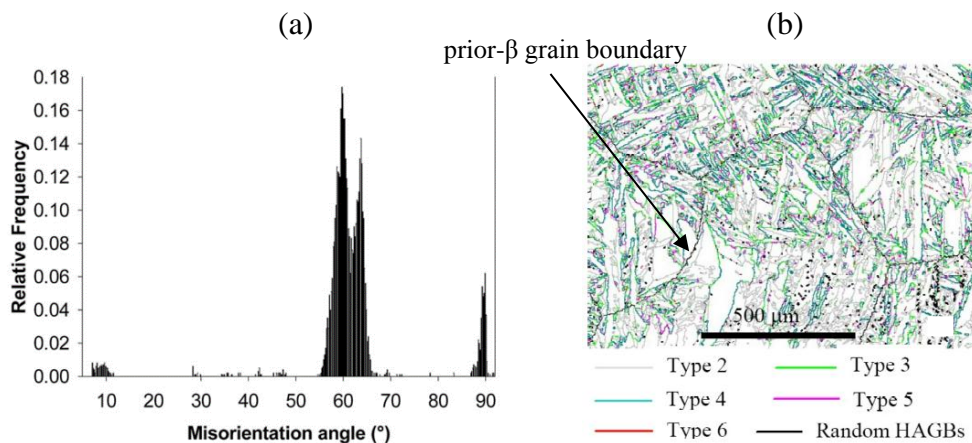 (a)
(b)
prior-β grain boundary
0.18
0.16
0.14
0.12
0.10
0.08
0.06
0.04
0.02
0.00
Relative Frequency
10 20 30 40 50 60 70 80 90
Misorientation angle (°)
500 μm
Type 2 Type 3
Type 4 Type 5
Type 6 Random HAGBs